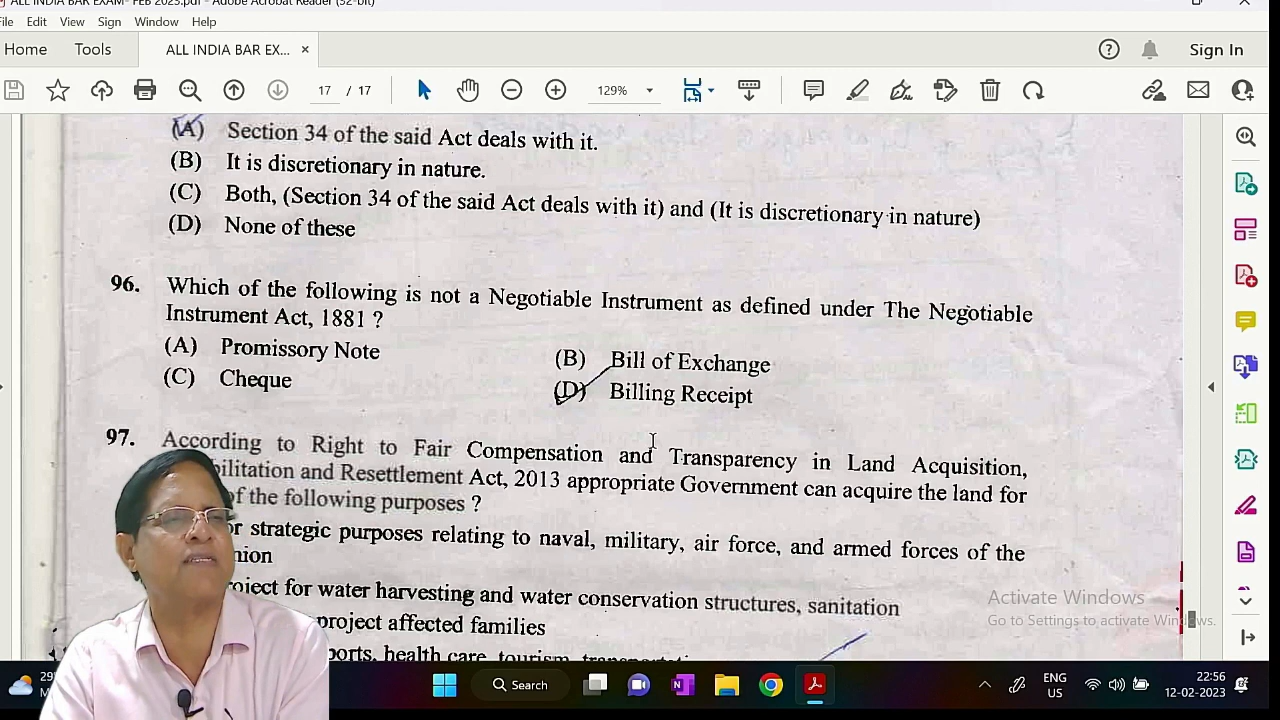 ALL INDIA BAR EXAM- FEB 2023.pdf - Adobe Acrobat Reader (32-bit)
File Edit View Sign Window Help
Home Tools ALL INDIA BAR EX... × Sign In
17 / 17 129%
(A) Section 34 of the said Act deals with it.
(B) It is discretionary in nature.
(C) Both, (Section 34 of the said Act deals with it) and (It is discretionary in nature)
(D) None of these
96. Which of the following is not a Negotiable Instrument as defined under The Negotiable
Instrument Act, 1881 ?
(A) Promissory Note (B) Bill of Exchange
(C) Cheque (D) Billing Receipt
97. According to Right to Fair Compensation and Transparency in Land Acquisition,
and Resettlement Act, 2013 appropriate Government can acquire the land for
of the following purposes ?
strategic purposes relating to naval, military, air force, and armed forces of the
for water harvesting and water conservation structures, sanitation
project affected families
health care, tourism,
Activate Windows
Go to Settings to activate Windows.
Search
ENG
US
22:56
12-02-2023